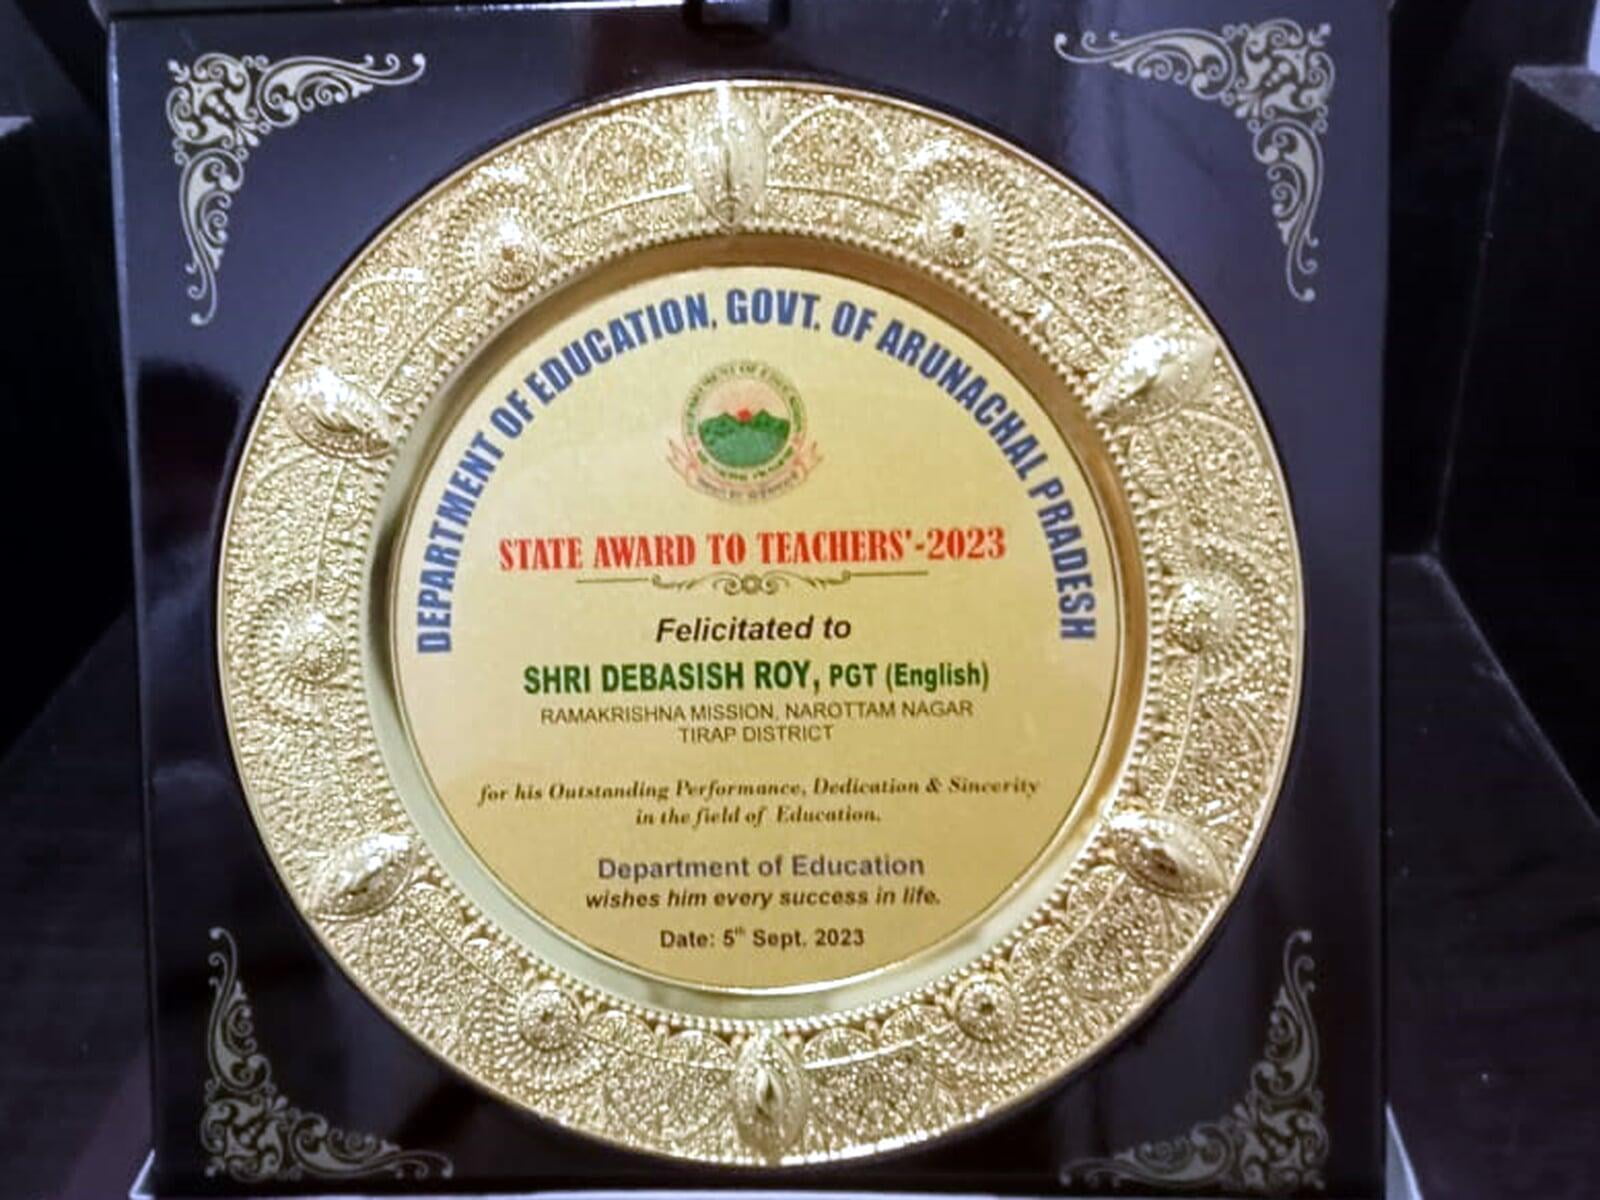 DEPARTMENT OF EDUCATION, GOVT. OF ARUNACHAL PRADESH
STATE AWARD TO TEACHERS'-2023
Felicitated to
SHRI DEBASISH ROY, PGT (English)
RAMAKRISHNA MISSION, NAROTTAM NAGAR
TIRAP DISTRICT
for his Outstanding Performance, Dedication & Sincerity
in the field of Education.
Department of Education
wishes him every success in life.
Date: 5th Sept. 2023